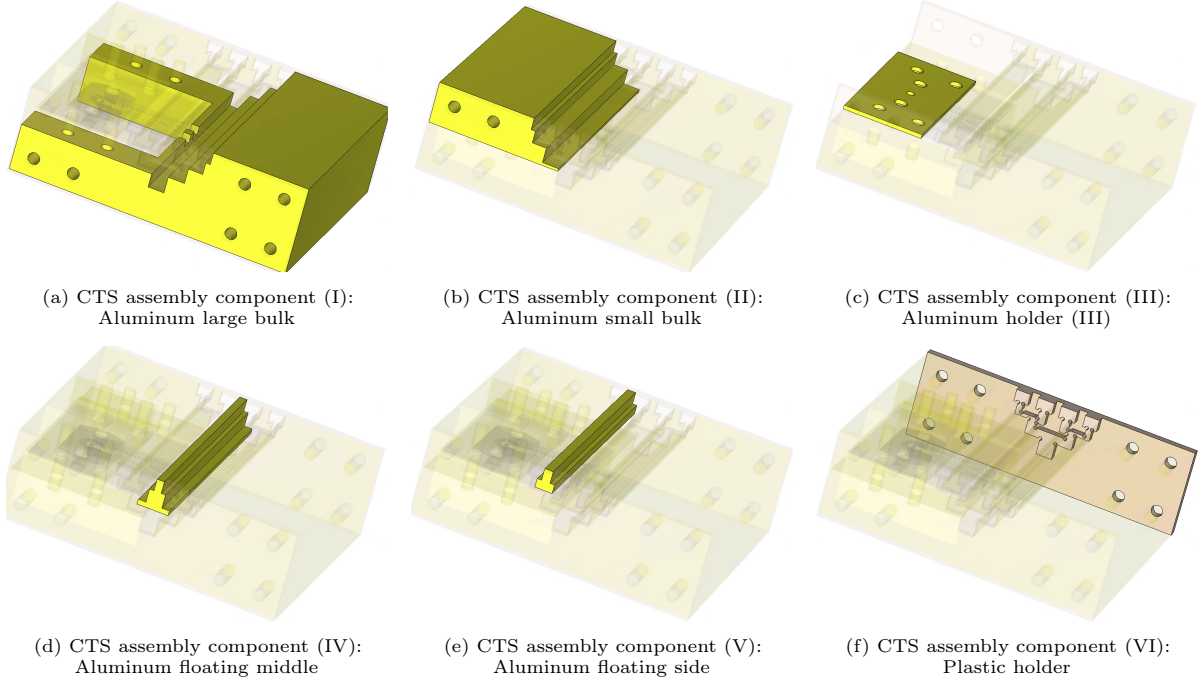 (a) CTS assembly component (I):
Aluminum large bulk
(b) CTS assembly component (II):
Aluminum small bulk
(c) CTS assembly component (III):
Aluminum holder (III)
(d) CTS assembly component (IV):
Aluminum floating middle
(e) CTS assembly component (V):
Aluminum floating side
(f) CTS assembly component (VI):
Plastic holder